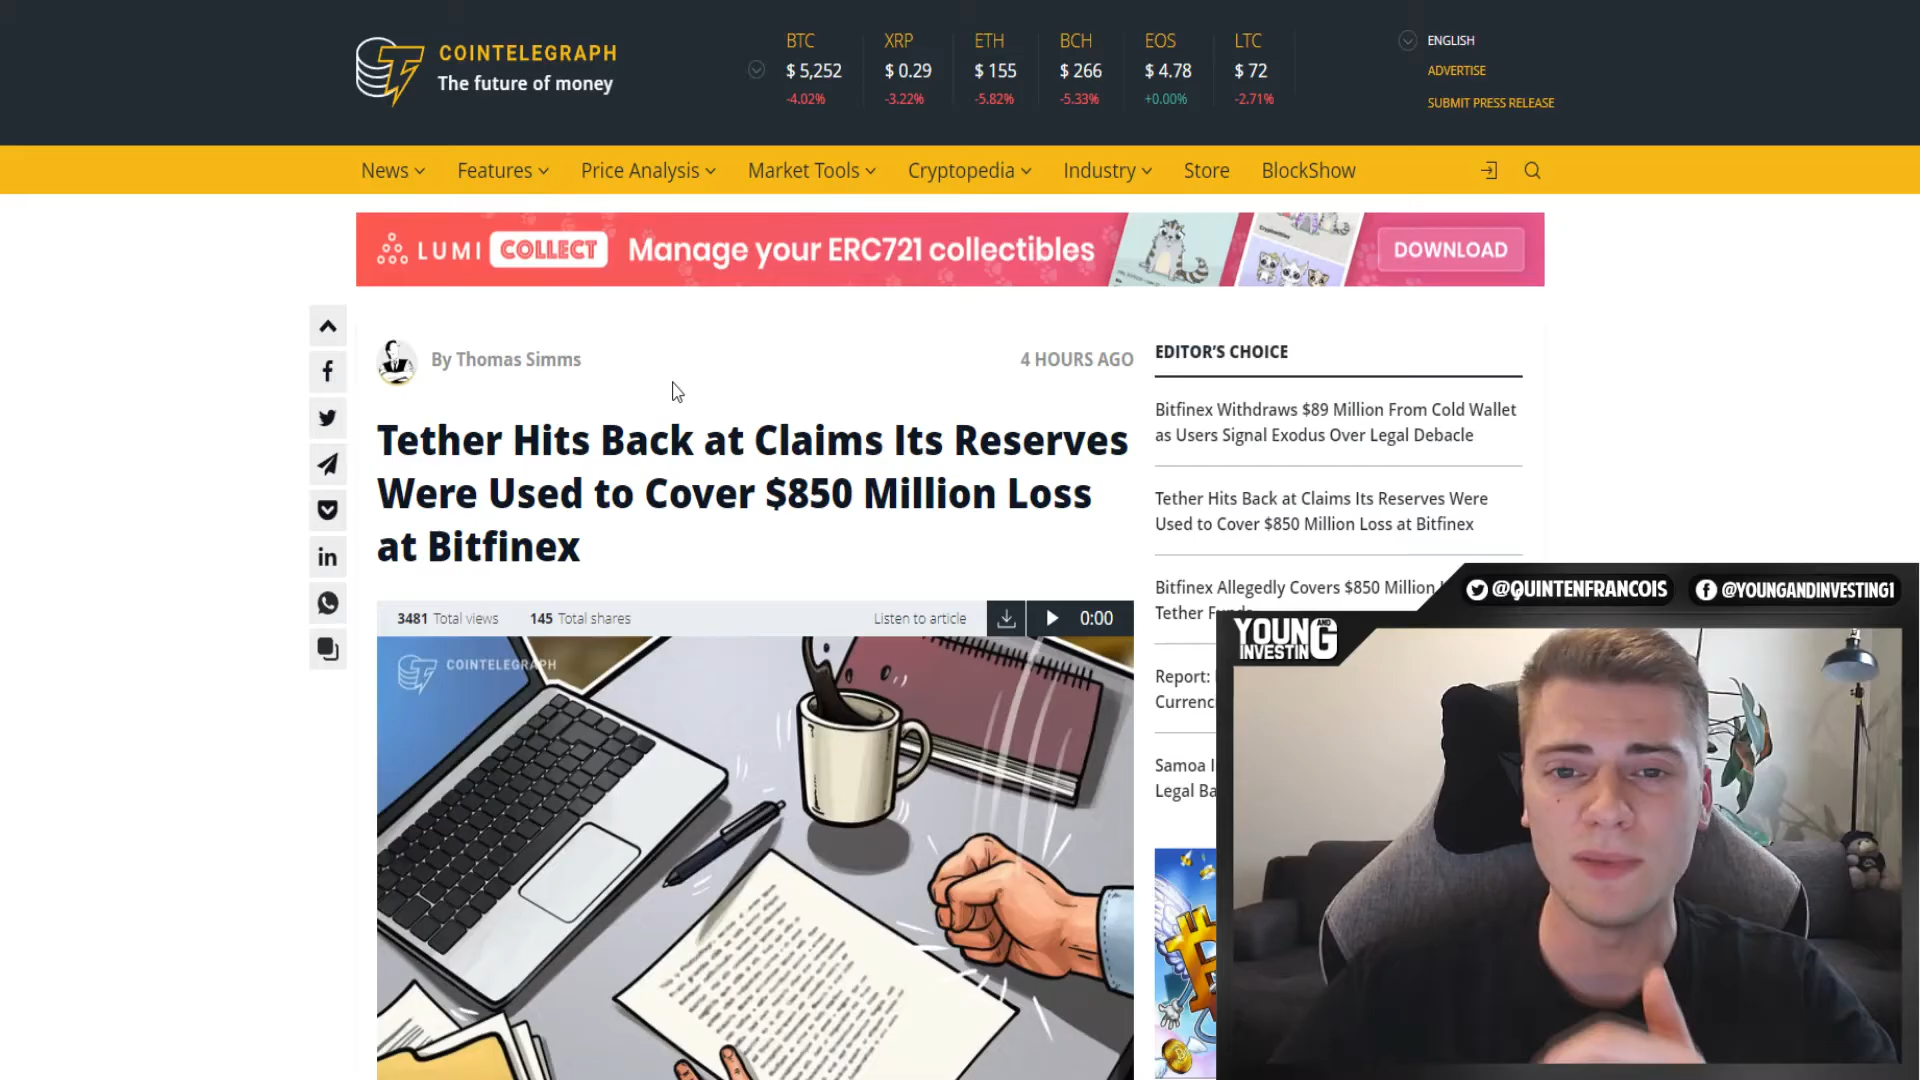 COINTELEGRAPH
The future of money
BTC
$ 5,252
-4.02%
XRP
$ 0.29
-3.22%
ETH
$ 155
-5.82%
BCH
$ 266
-5.33%
EOS
$ 4.78
+0.00%
LTC
$ 72
-2.71%
ENGLISH
ADVERTISE
SUBMIT PRESS RELEASE
News
Features
Price Analysis
Market Tools
Cryptopedia
Industry
Store
BlockShow
LUMI COLLECT Manage your ERC721 collectibles
DOWNLOAD
By Thomas Simms
4 HOURS AGO
Tether Hits Back at Claims Its Reserves
Were Used to Cover $850 Million Loss
at Bitfinex
3481 Total views
145 Total shares
Listen to article
0:00
COINTELEGRAPH
EDITOR'S CHOICE
Bitfinex Withdraws $89 Million From Cold Wallet
as Users Signal Exodus Over Legal Debacle
Tether Hits Back at Claims Its Reserves Were
Used to Cover $850 Million Loss at Bitfinex
Bitfinex Allegedly Covers $850 Million
Tether
Report:
Samoa
Legal
@QUINTENFRANCOIS
@YOUNGANDINVESTING1
YOUNG AND
INVESTING